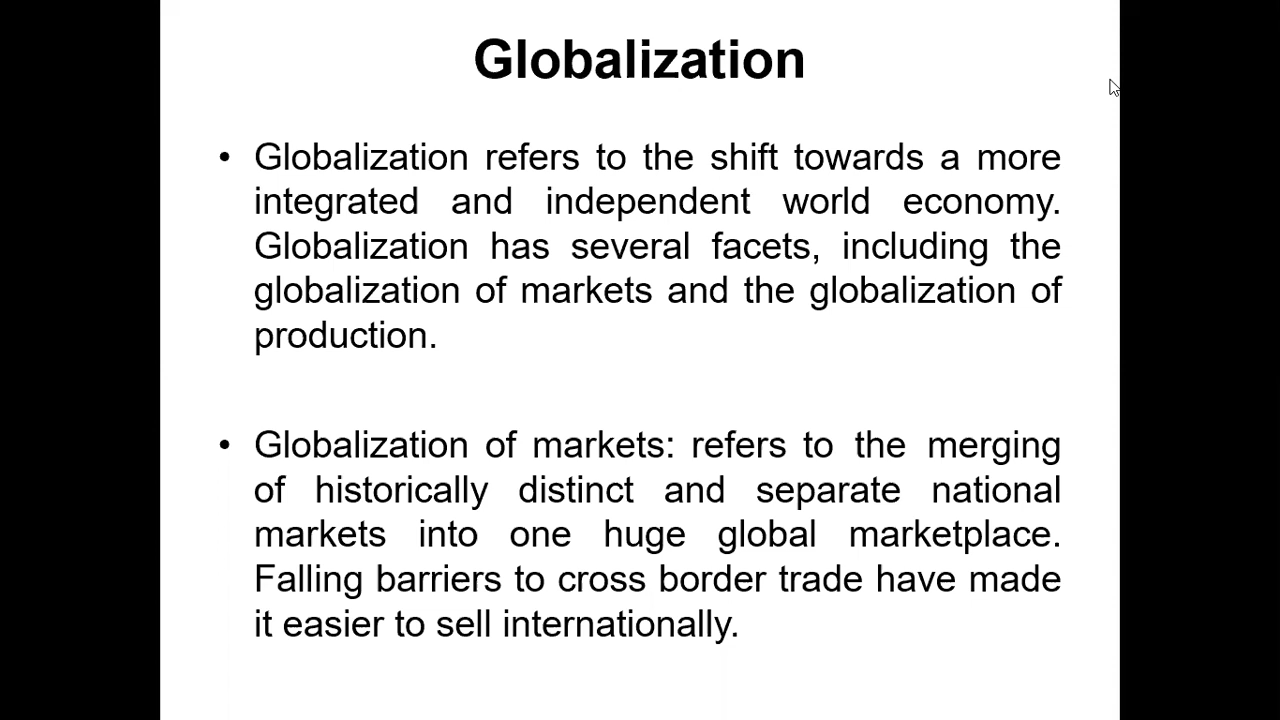 Globalization
• Globalization refers to the shift towards a more
integrated and independent world economy.
Globalization has several facets, including the
globalization of markets and the globalization of
production.
• Globalization of markets: refers to the merging
of historically distinct and separate national
markets into one huge global marketplace.
Falling barriers to cross border trade have made
it easier to sell internationally.